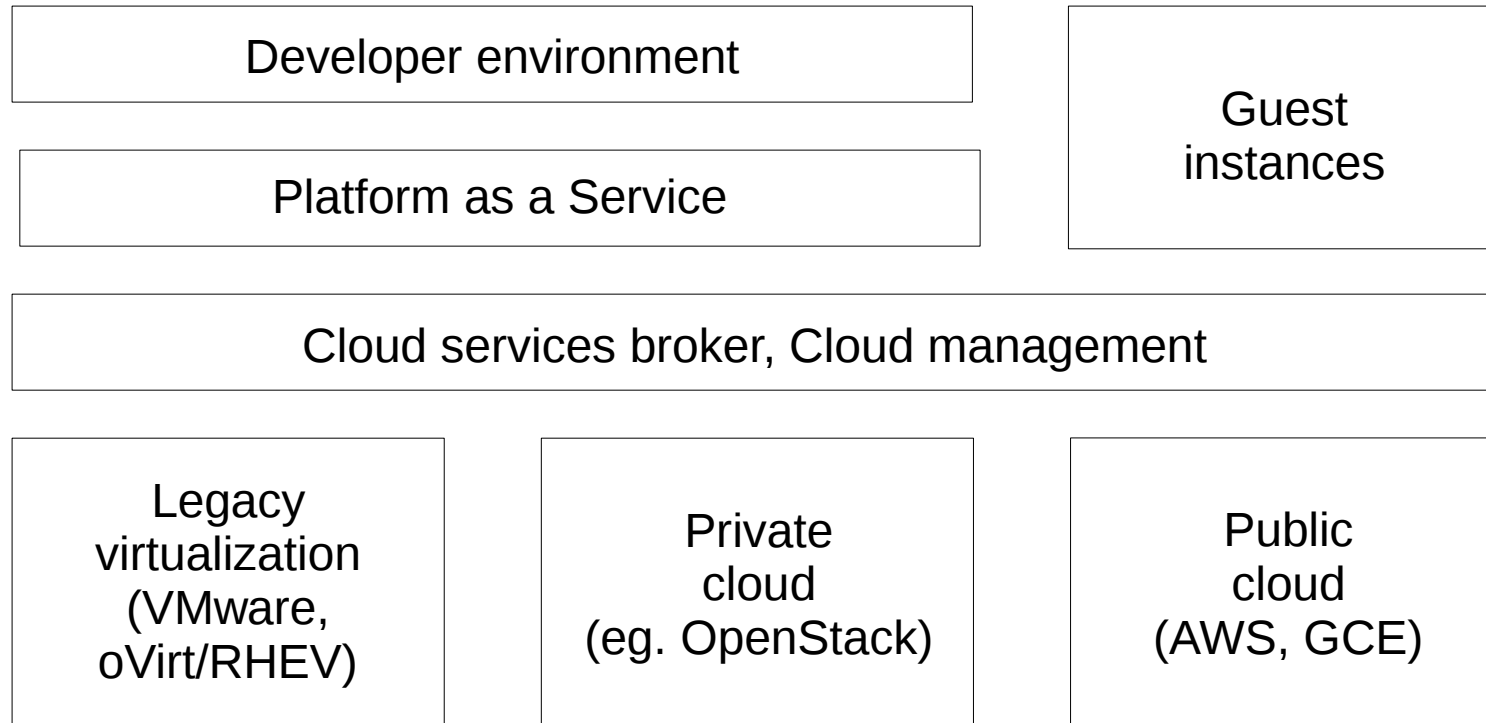 Developer environment
Guest
instances
Platform as a Service
Cloud services broker, Cloud management
Legacy
virtualization
(VMware,
oVirt/RHEV)
Private
cloud
(eg. OpenStack)
Public
cloud
(AWS, GCE)